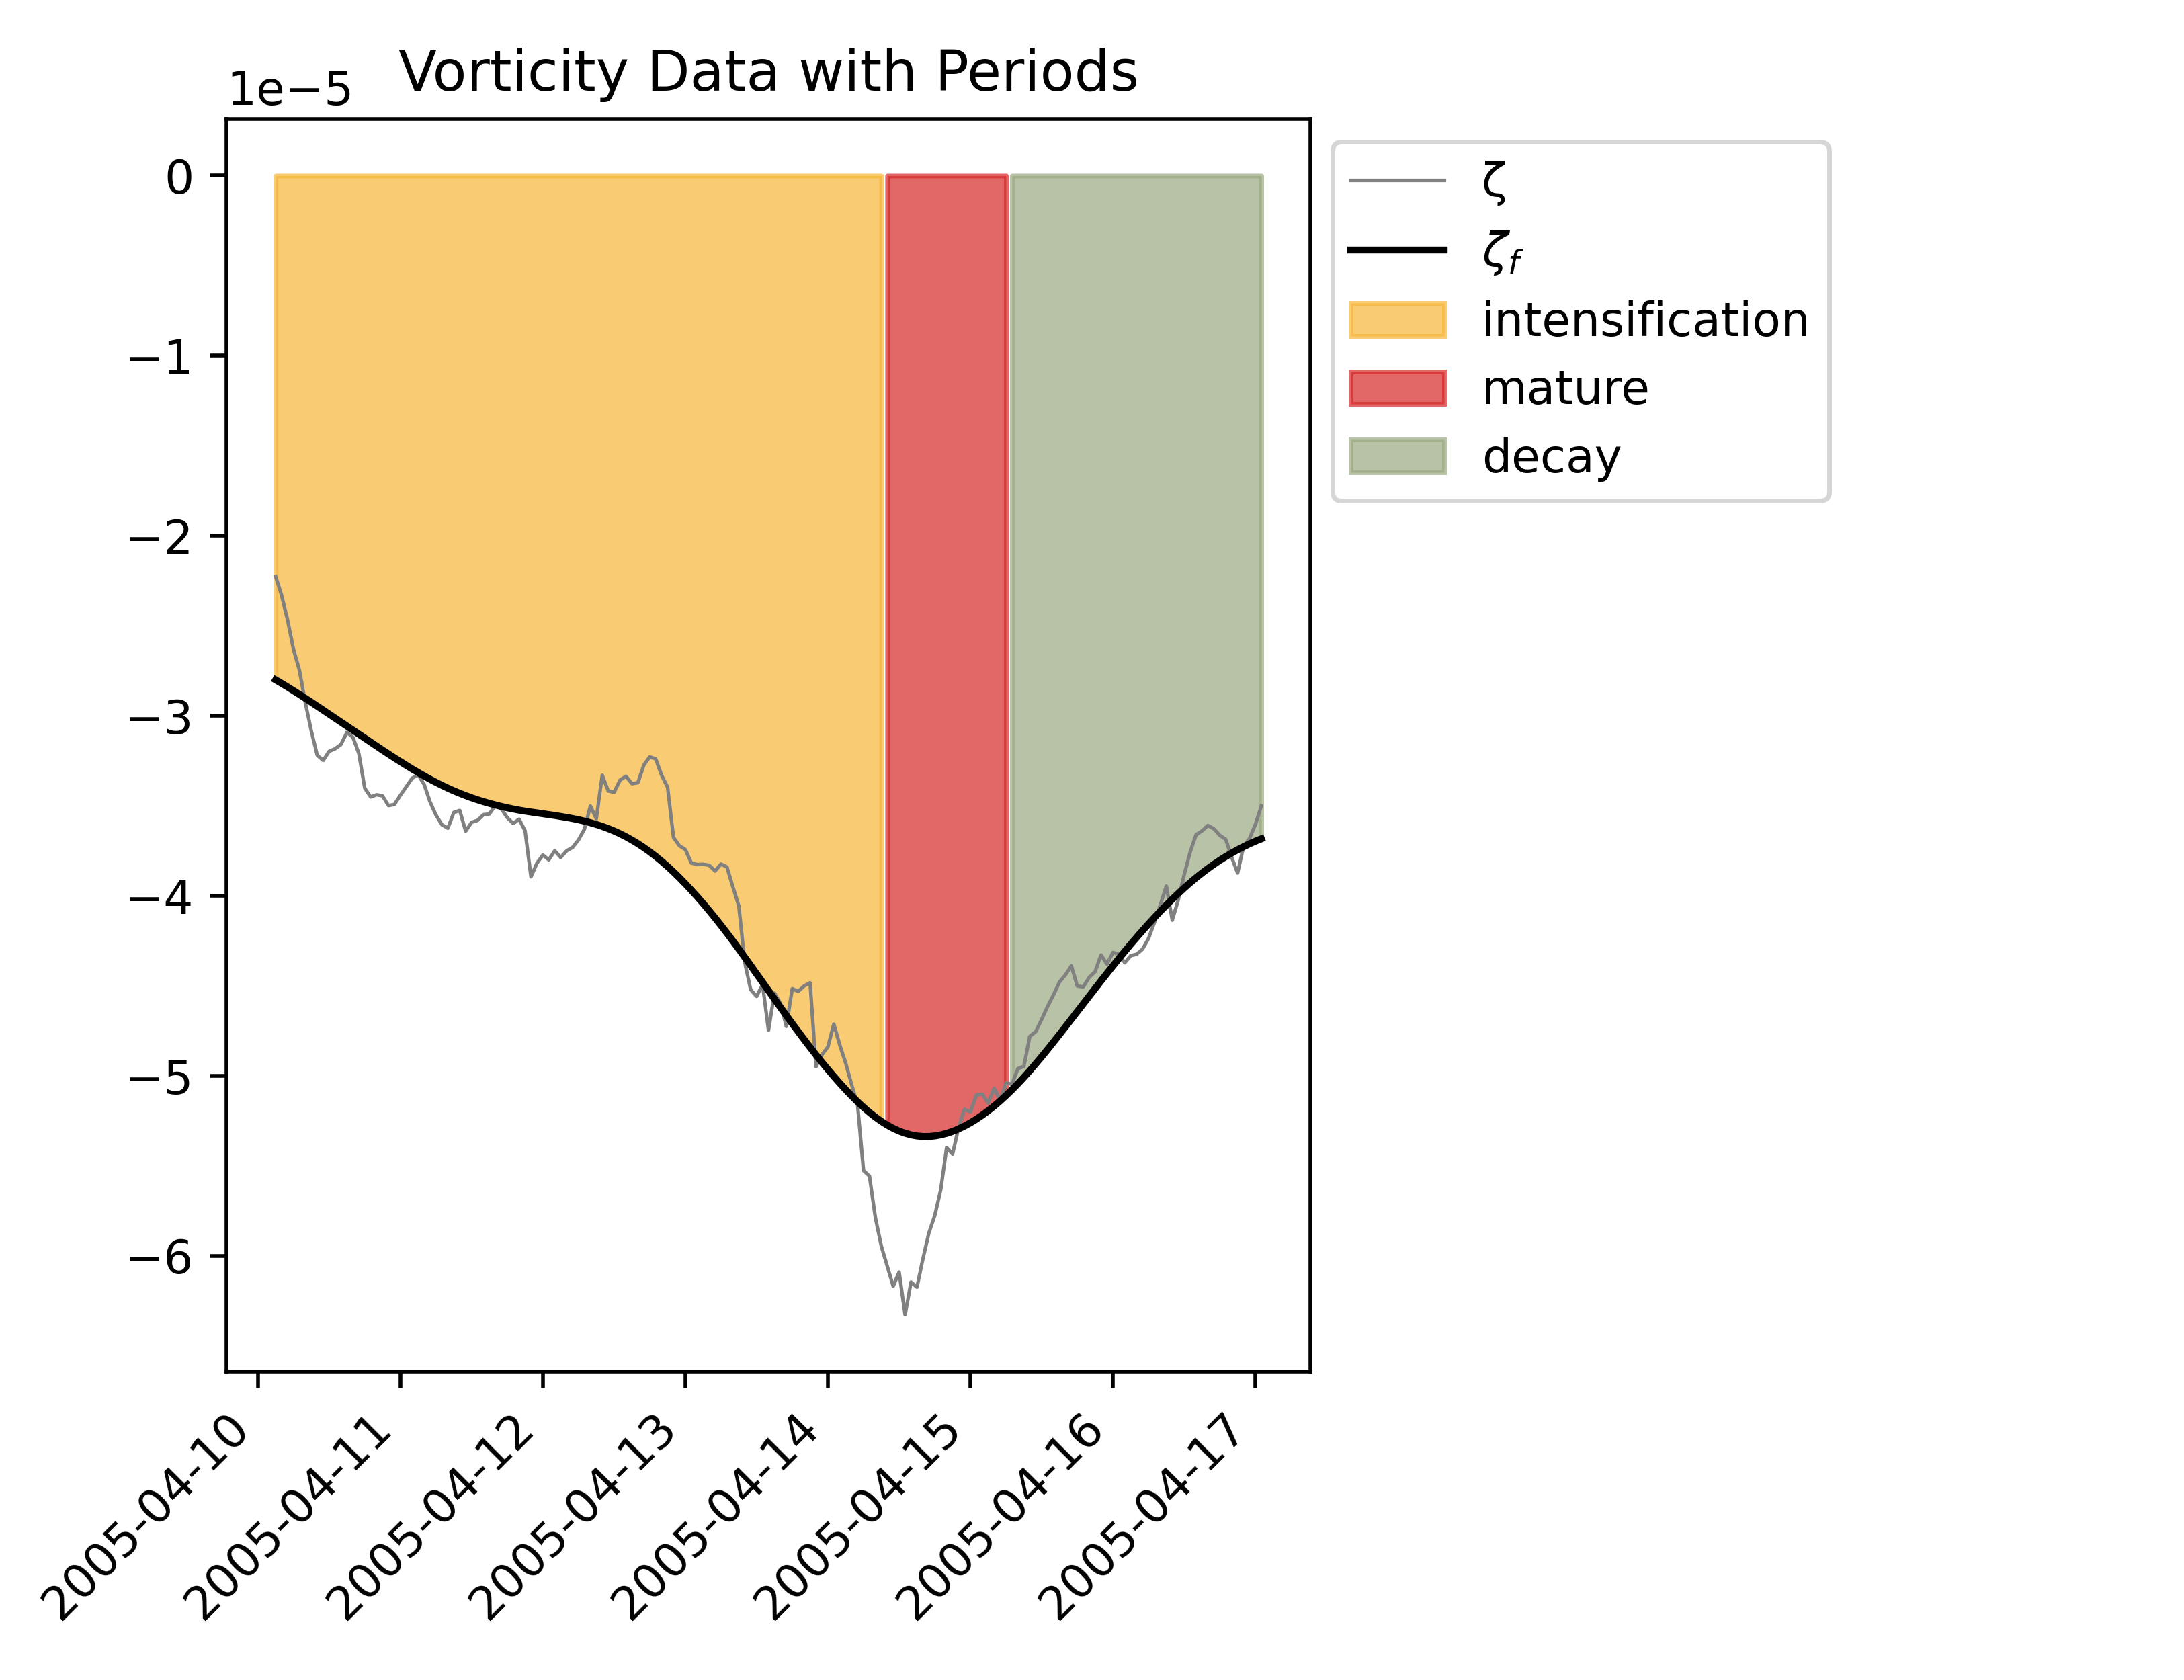 Vorticity Data with Periods
1e−5
0
−1
−2
−3
−4
−5
−6
2005-04-10
2005-04-11
2005-04-12
2005-04-13
2005-04-14
2005-04-15
2005-04-16
2005-04-17
ζ
ζf
intensification
mature
decay